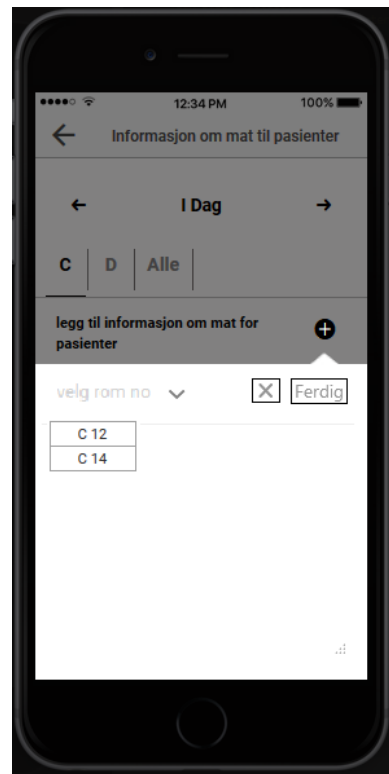 12:34 PM 100%
Informasjon om mat til pasienter
I Dag
C D Alle
legg til informasjon om mat for
pasienter
velg rom no Ferdig
C 12
C 14